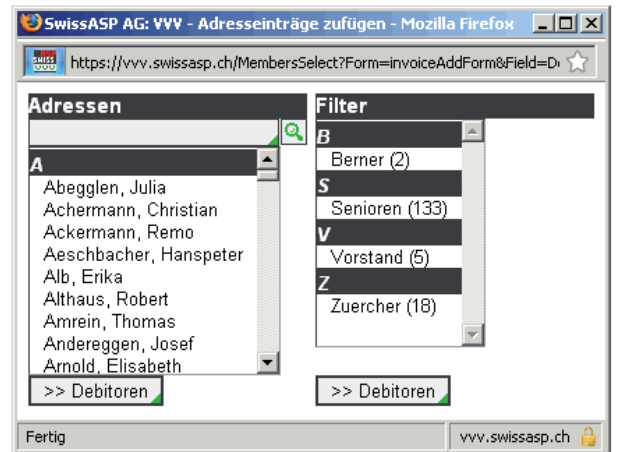 SwissASP AG: VVV - Adresseinträge zufügen - Mozilla Firefox
https://vvv.swissasp.ch/MembersSelect?Form=invoiceAddForm&Field=D
Adressen
A
Abegglen, Julia
Achermann, Christian
Ackermann, Remo
Aeschbacher, Hanspeter
Alb, Erika
Althaus, Robert
Amrein, Thomas
Andereggen, Josef
Arnold, Elisabeth
>> Debitoren
Filter
B
Berner (2)
S
Senioren (133)
V
Vorstand (5)
Z
Zuercher (18)
>> Debitoren
Fertig
vvv.swissasp.ch